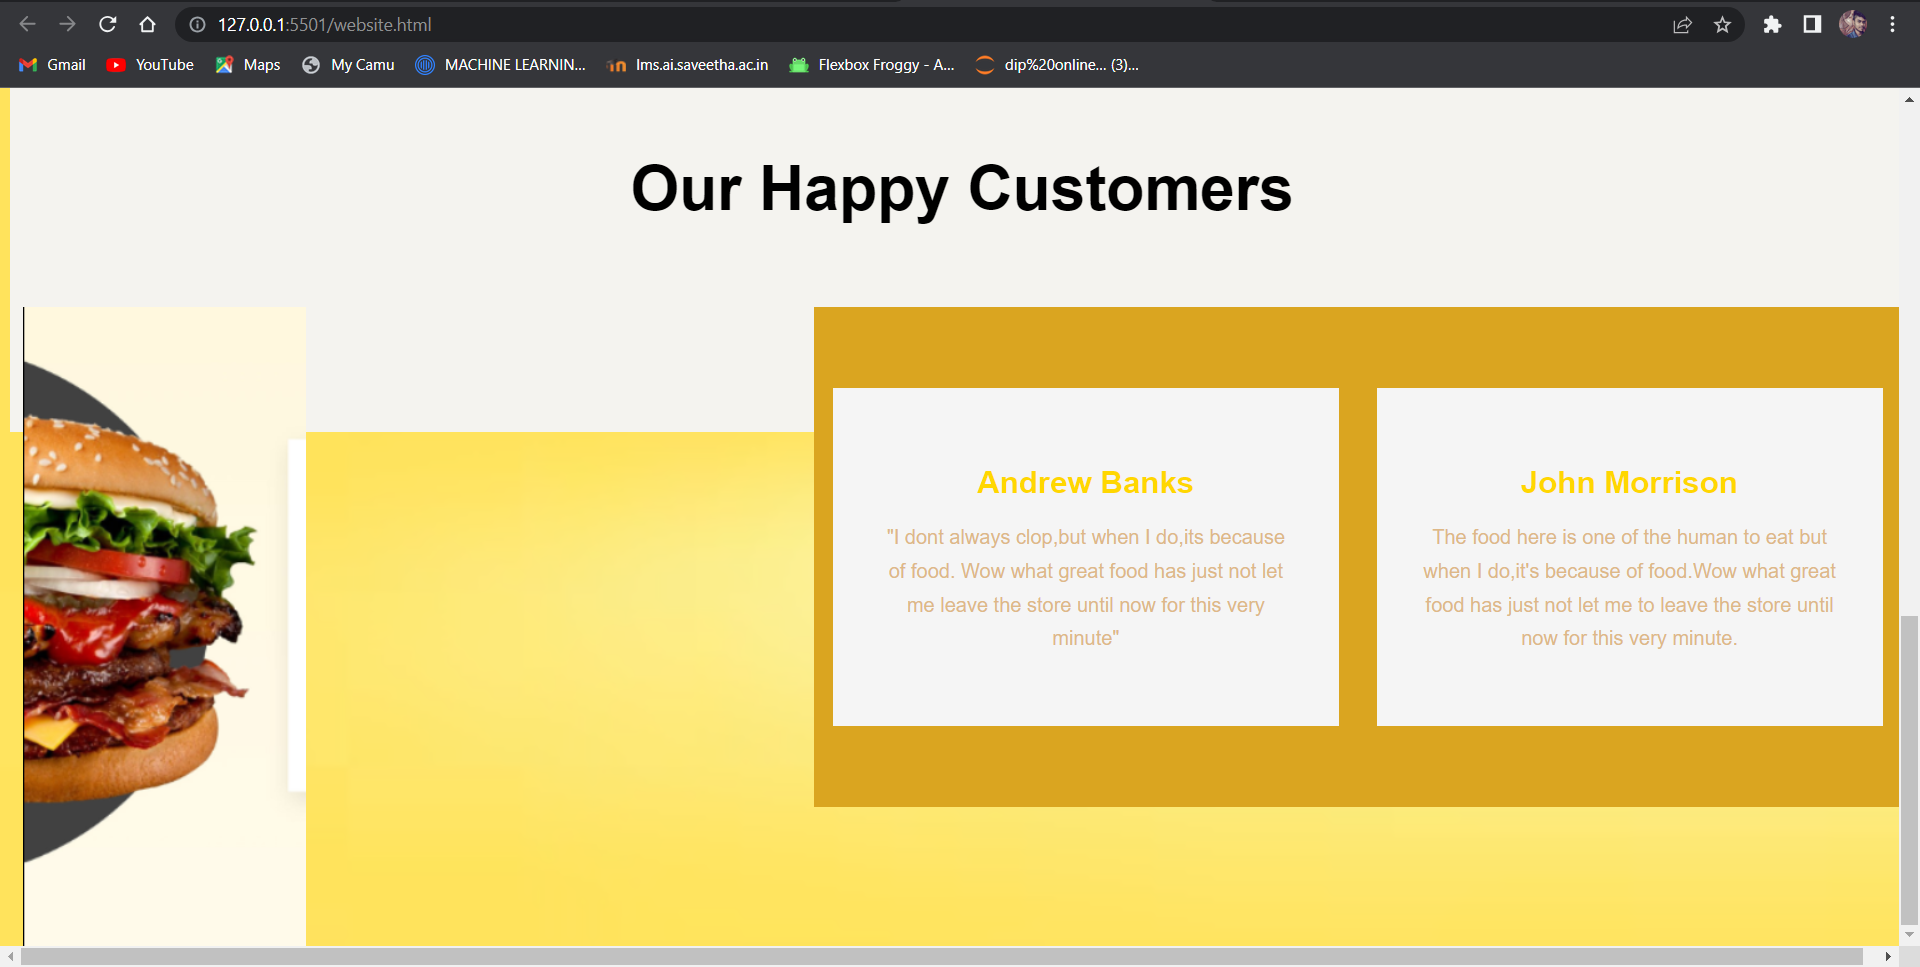 127.0.0.1:5501/website.html
Gmail
YouTube
Maps
My Camu
MACHINE LEARNIN...
lms.ai.saveetha.ac.in
Flexbox Froggy - A...
dip%20online... (3)...
Our Happy Customers
Andrew Banks
"I dont always clop,but when I do,its because
of food. Wow what great food has just not let
me leave the store until now for this very
minute"
John Morrison
The food here is one of the human to eat but
when I do,it's because of food.Wow what great
food has just not let me to leave the store until
now for this very minute.